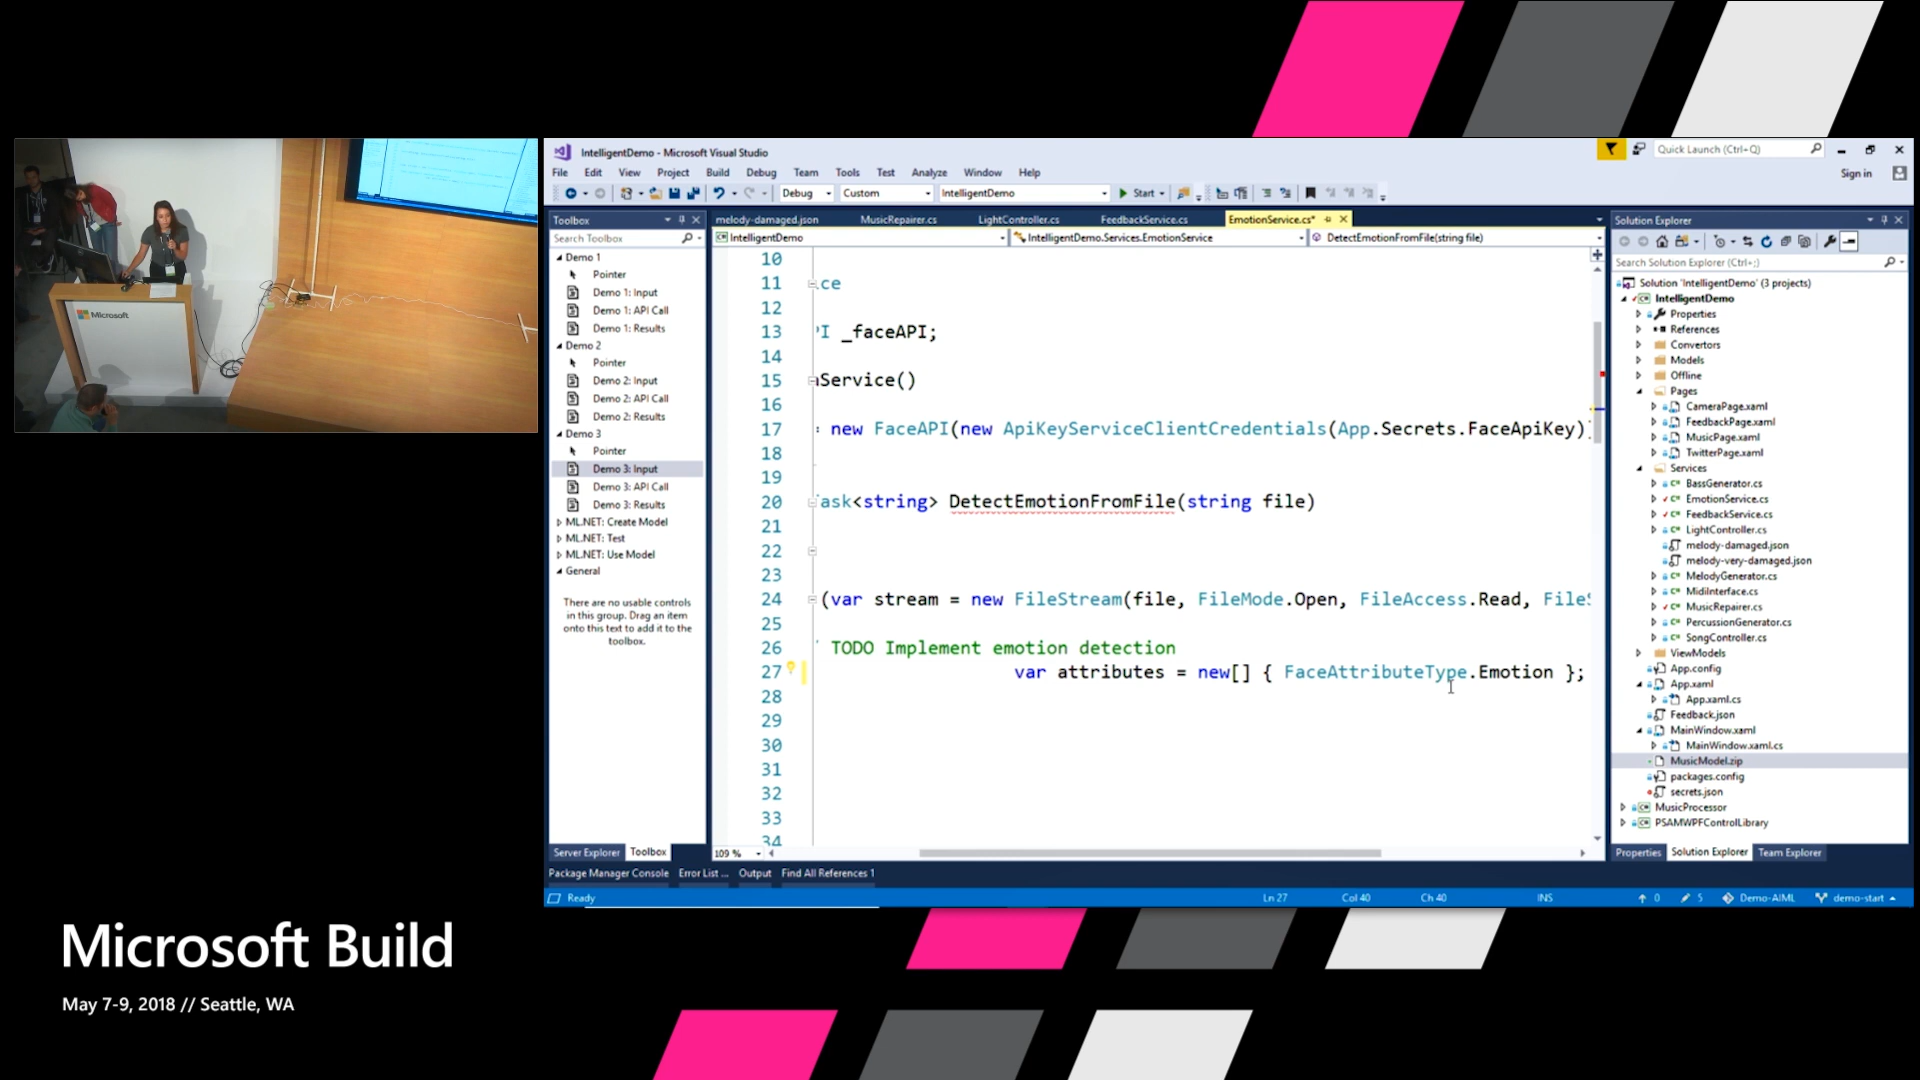 Microsoft
IntelligentDemo - Microsoft Visual Studio
Quick Launch (Ctrl+Q)
File Edit View Project Build Debug Team Tools Test Analyze Window Help
Sign in
Debug Custom IntelligentDemo Start
Toolbox
Search Toolbox
Demo 1
Pointer
Demo 1: Input
Demo 1: API Call
Demo 1: Results
Demo 2
Pointer
Demo 2: Input
Demo 2: API Call
Demo 2: Results
Demo 3
Pointer
Demo 3: Input
Demo 3: API Call
Demo 3: Results
ML.NET: Create Model
ML.NET: Test
ML.NET: Use Model
General
There are no usable controls
in this group. Drag an item
onto this text to add it to the
toolbox.
Server Explorer Toolbox
melody-damaged.json MusicRepairer.cs LightController.cs FeedbackService.cs EmotionService.cs*
IntelligentDemo IntelligentDemo.Services.EmotionService DetectEmotionFromFile(string file)
10
11 ce
12
13 I _faceAPI;
14
15 Service()
16
17 : new FaceAPI(new ApiKeyServiceClientCredentials(App.Secrets.FaceApiKey)
18
19
20 ask<string> DetectEmotionFromFile(string file)
21
22
23
24 (var stream = new FileStream(file, FileMode.Open, FileAccess.Read, File
25
26 TODO Implement emotion detection
27 var attributes = new[] { FaceAttributeType.Emotion };
28
29
30
31
32
33
34
109 %
Solution Explorer
Search Solution Explorer (Ctrl+;)
Solution 'IntelligentDemo' (3 projects)
IntelligentDemo
Properties
References
Convertors
Models
Offline
Pages
CameraPage.xaml
FeedbackPage.xaml
MusicPage.xaml
TwitterPage.xaml
Services
BassGenerator.cs
EmotionService.cs
FeedbackService.cs
LightController.cs
melody-damaged.json
melody-very-damaged.json
MelodyGenerator.cs
MidiInterface.cs
MusicRepairer.cs
PercussionGenerator.cs
SongController.cs
ViewModels
App.config
App.xaml
App.xaml.cs
Feedback.json
MainWindow.xaml
MainWindow.xaml.cs
MusicModel.zip
packages.config
secrets.json
MusicProcessor
PSAMWPFControlLibrary
Properties Solution Explorer Team Explorer
Package Manager Console Error List ... Output Find All References 1
Ready Ln 27 Col 40 Ch 40 INS 0 5 Demo-AIML demo-start
Microsoft Build
May 7-9, 2018 // Seattle, WA